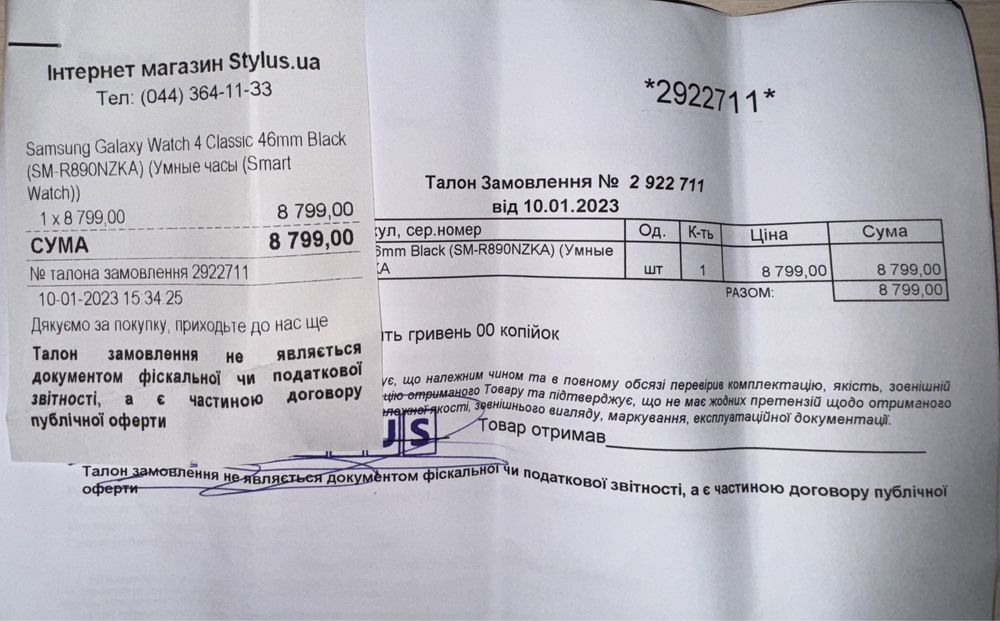 Інтернет магазин Stylus.ua
Тел: (044) 364-11-33
Samsung Galaxy Watch 4 Classic 46mm Black
(SM-R890NZKA) (Умные часы (Smart
Watch))
1 x 8 799,00 8 799,00
СУМА 8 799,00
№ талона замовлення 2922711
10-01-2023 15:34:25
Дякуємо за покупку, приходьте до нас ще
Талон замовлення не являється
документом фіскальної чи податкової
звітності, а є частиною договору
публічної оферти
*2922711*
Талон Замовлення № 2 922 711
від 10.01.2023
кул, сер.номер Од. К-ть Ціна Сума
6mm Black (SM-R890NZKA) (Умные
КА шт 1 8 799,00 8 799,00
РАЗОМ: 8 799,00
ть гривень 00 копійок
є, що належним чином та в повному обсязі перевірив комплектацію, якість, зовнішній
цію отриманого Товару та підтверджує, що не має жодних претензій щодо отриманого
якості, зовнішнього вигляду, маркування, експлуатаційної документації.
US
Товар отримав
Талон замовлення не являється документом фіскальної чи податкової звітності, а є частиною договору публічної
оферти